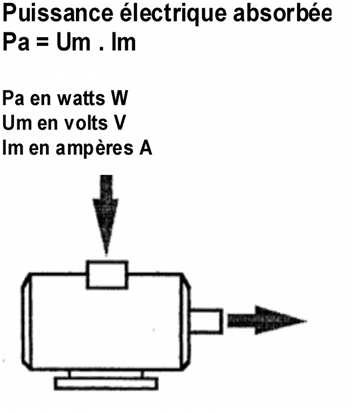 Puissance électrique absorbée
Pa = Um . Im
Pa en watts W
Um en volts V
Im en ampères A